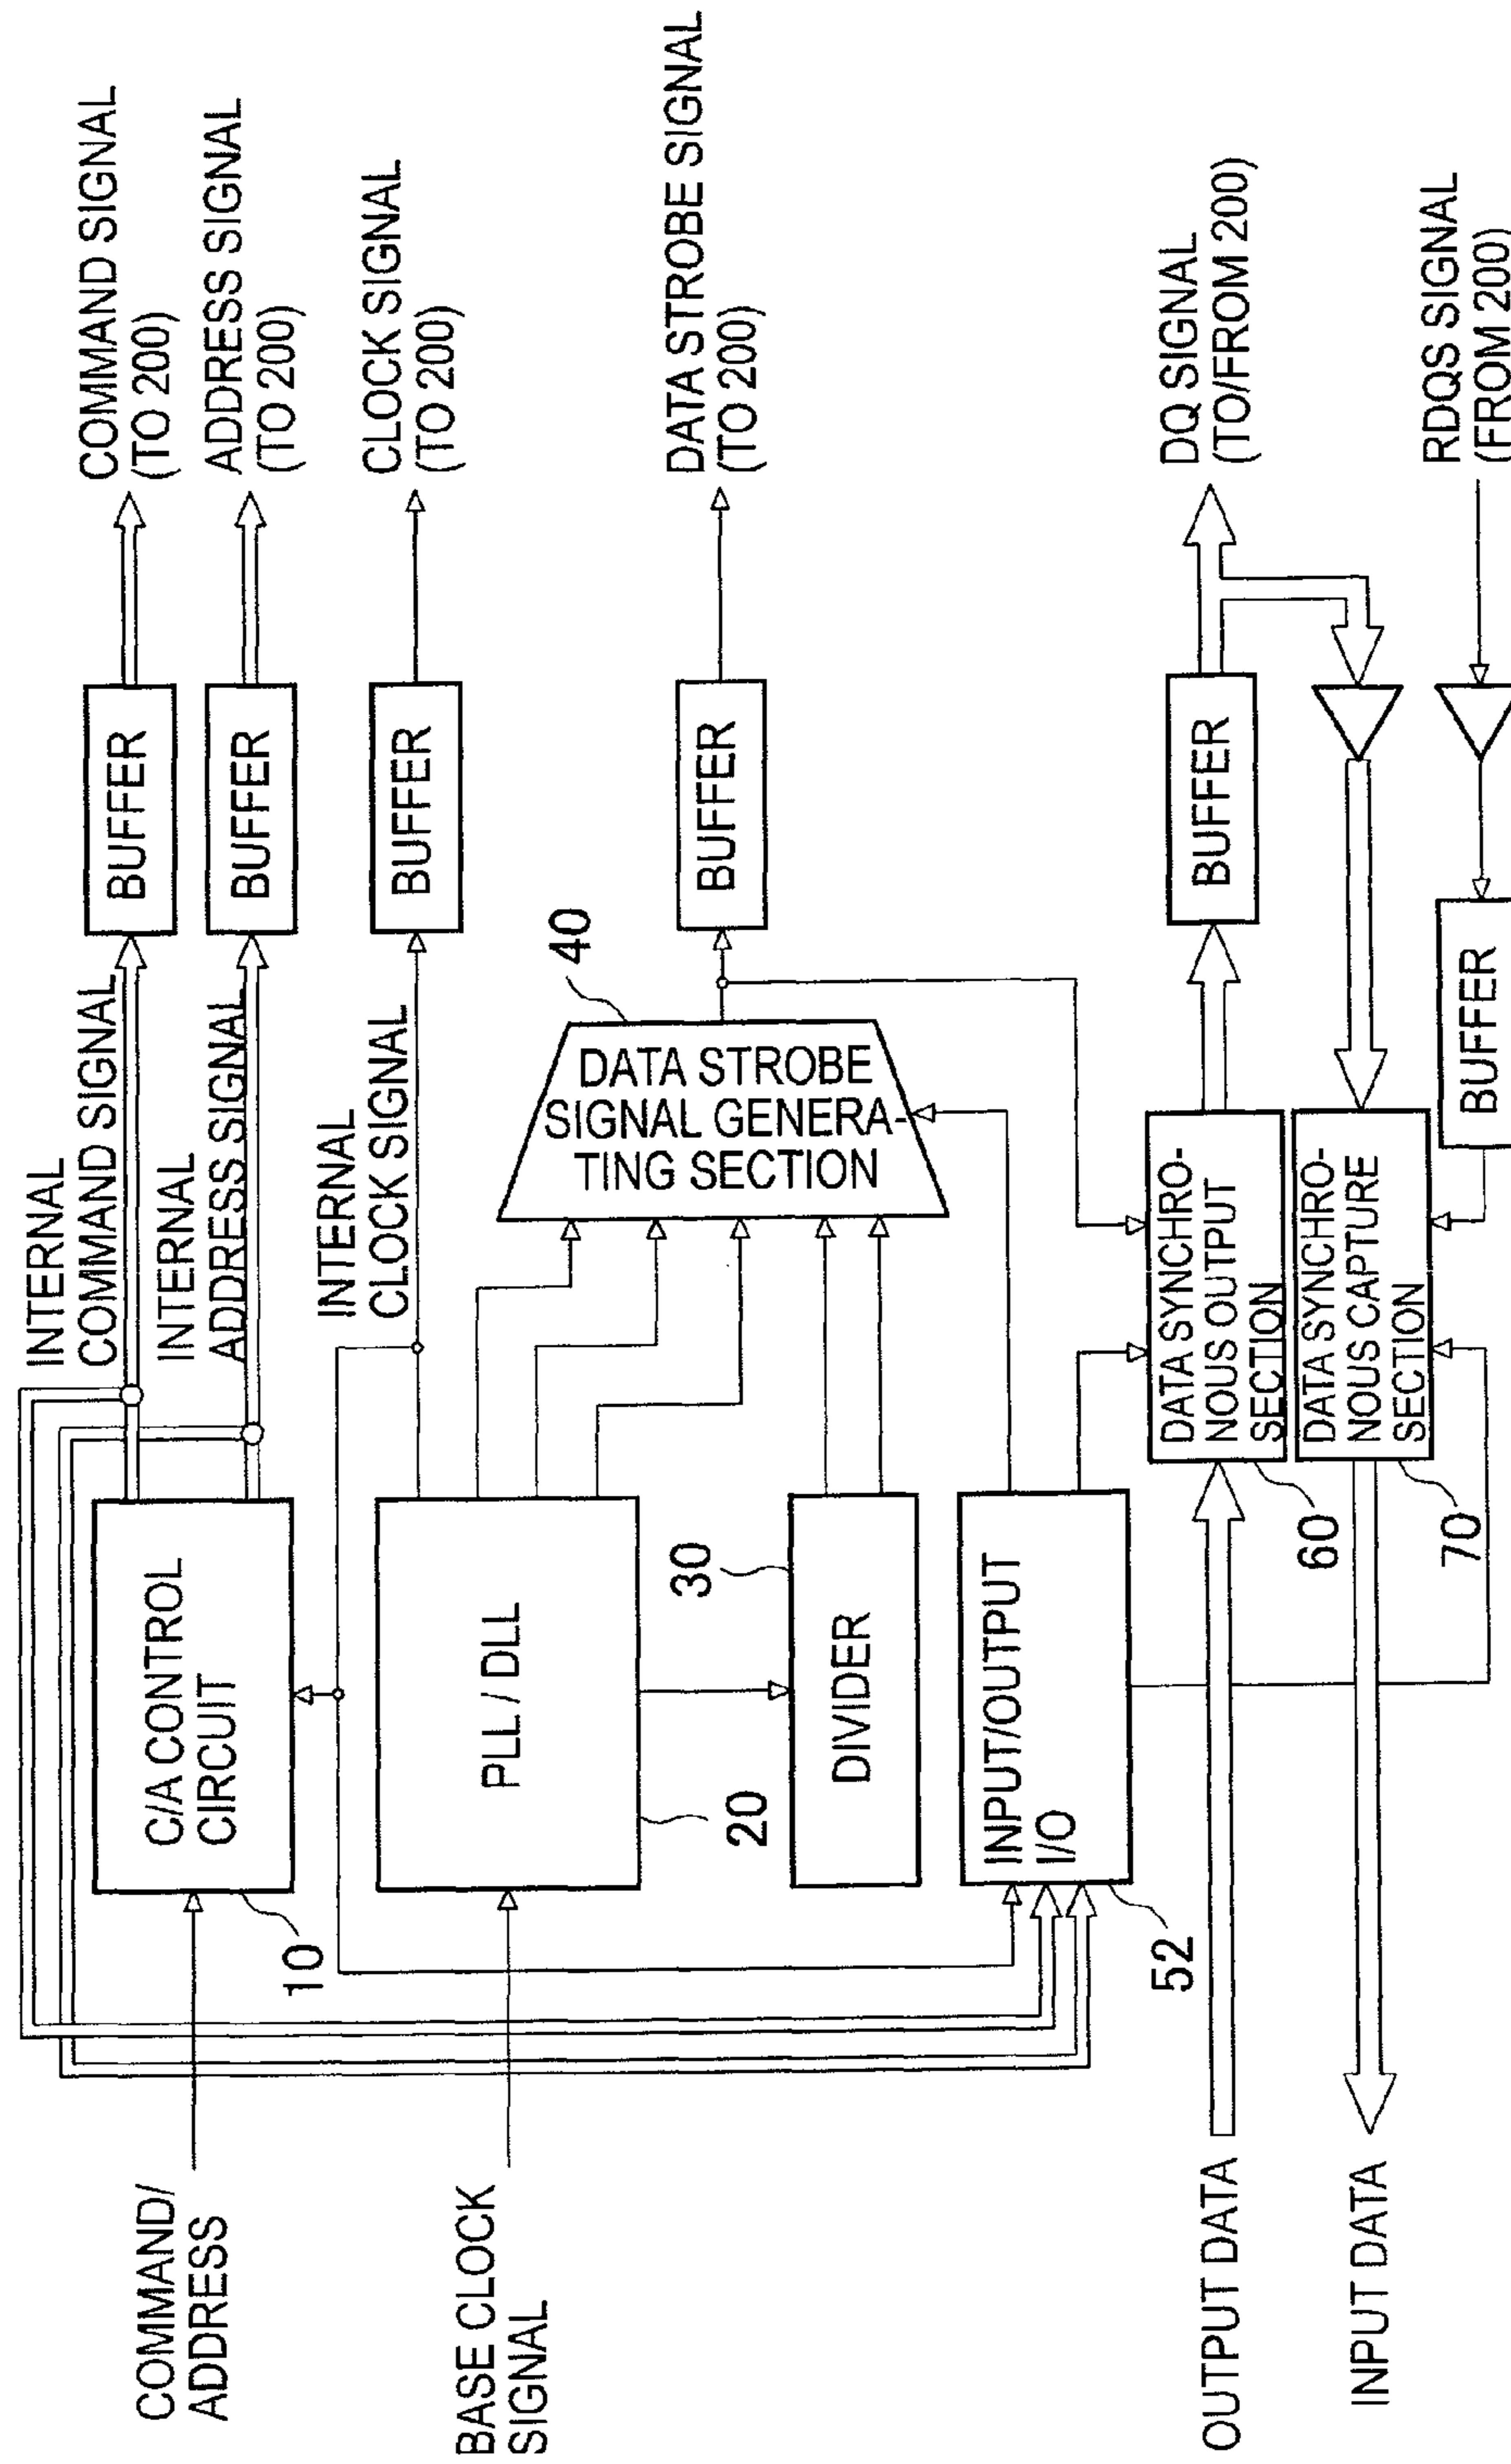 COMMAND/
ADDRESS
BASE CLOCK
SIGNAL
OUTPUT DATA
INPUT DATA
C/A CONTROL
CIRCUIT
10
PLL / DLL
20
DIVIDER
30
INPUT/OUTPUT
I/O
52
INTERNAL
COMMAND SIGNAL
INTERNAL
ADDRESS SIGNAL
INTERNAL
CLOCK SIGNAL
DATA STROBE
SIGNAL GENERA-
TING SECTION
40
DATA SYNCHRO-
NOUS OUTPUT
SECTION
60
DATA SYNCHRO-
NOUS CAPTURE
SECTION
70
BUFFER
BUFFER
BUFFER
BUFFER
BUFFER
BUFFER
COMMAND SIGNAL
(TO 200)
ADDRESS SIGNAL
(TO 200)
CLOCK SIGNAL
(TO 200)
DATA STROBE SIGNAL
(TO 200)
DQ SIGNAL
(TO/FROM 200)
RDQS SIGNAL
(FROM 200)